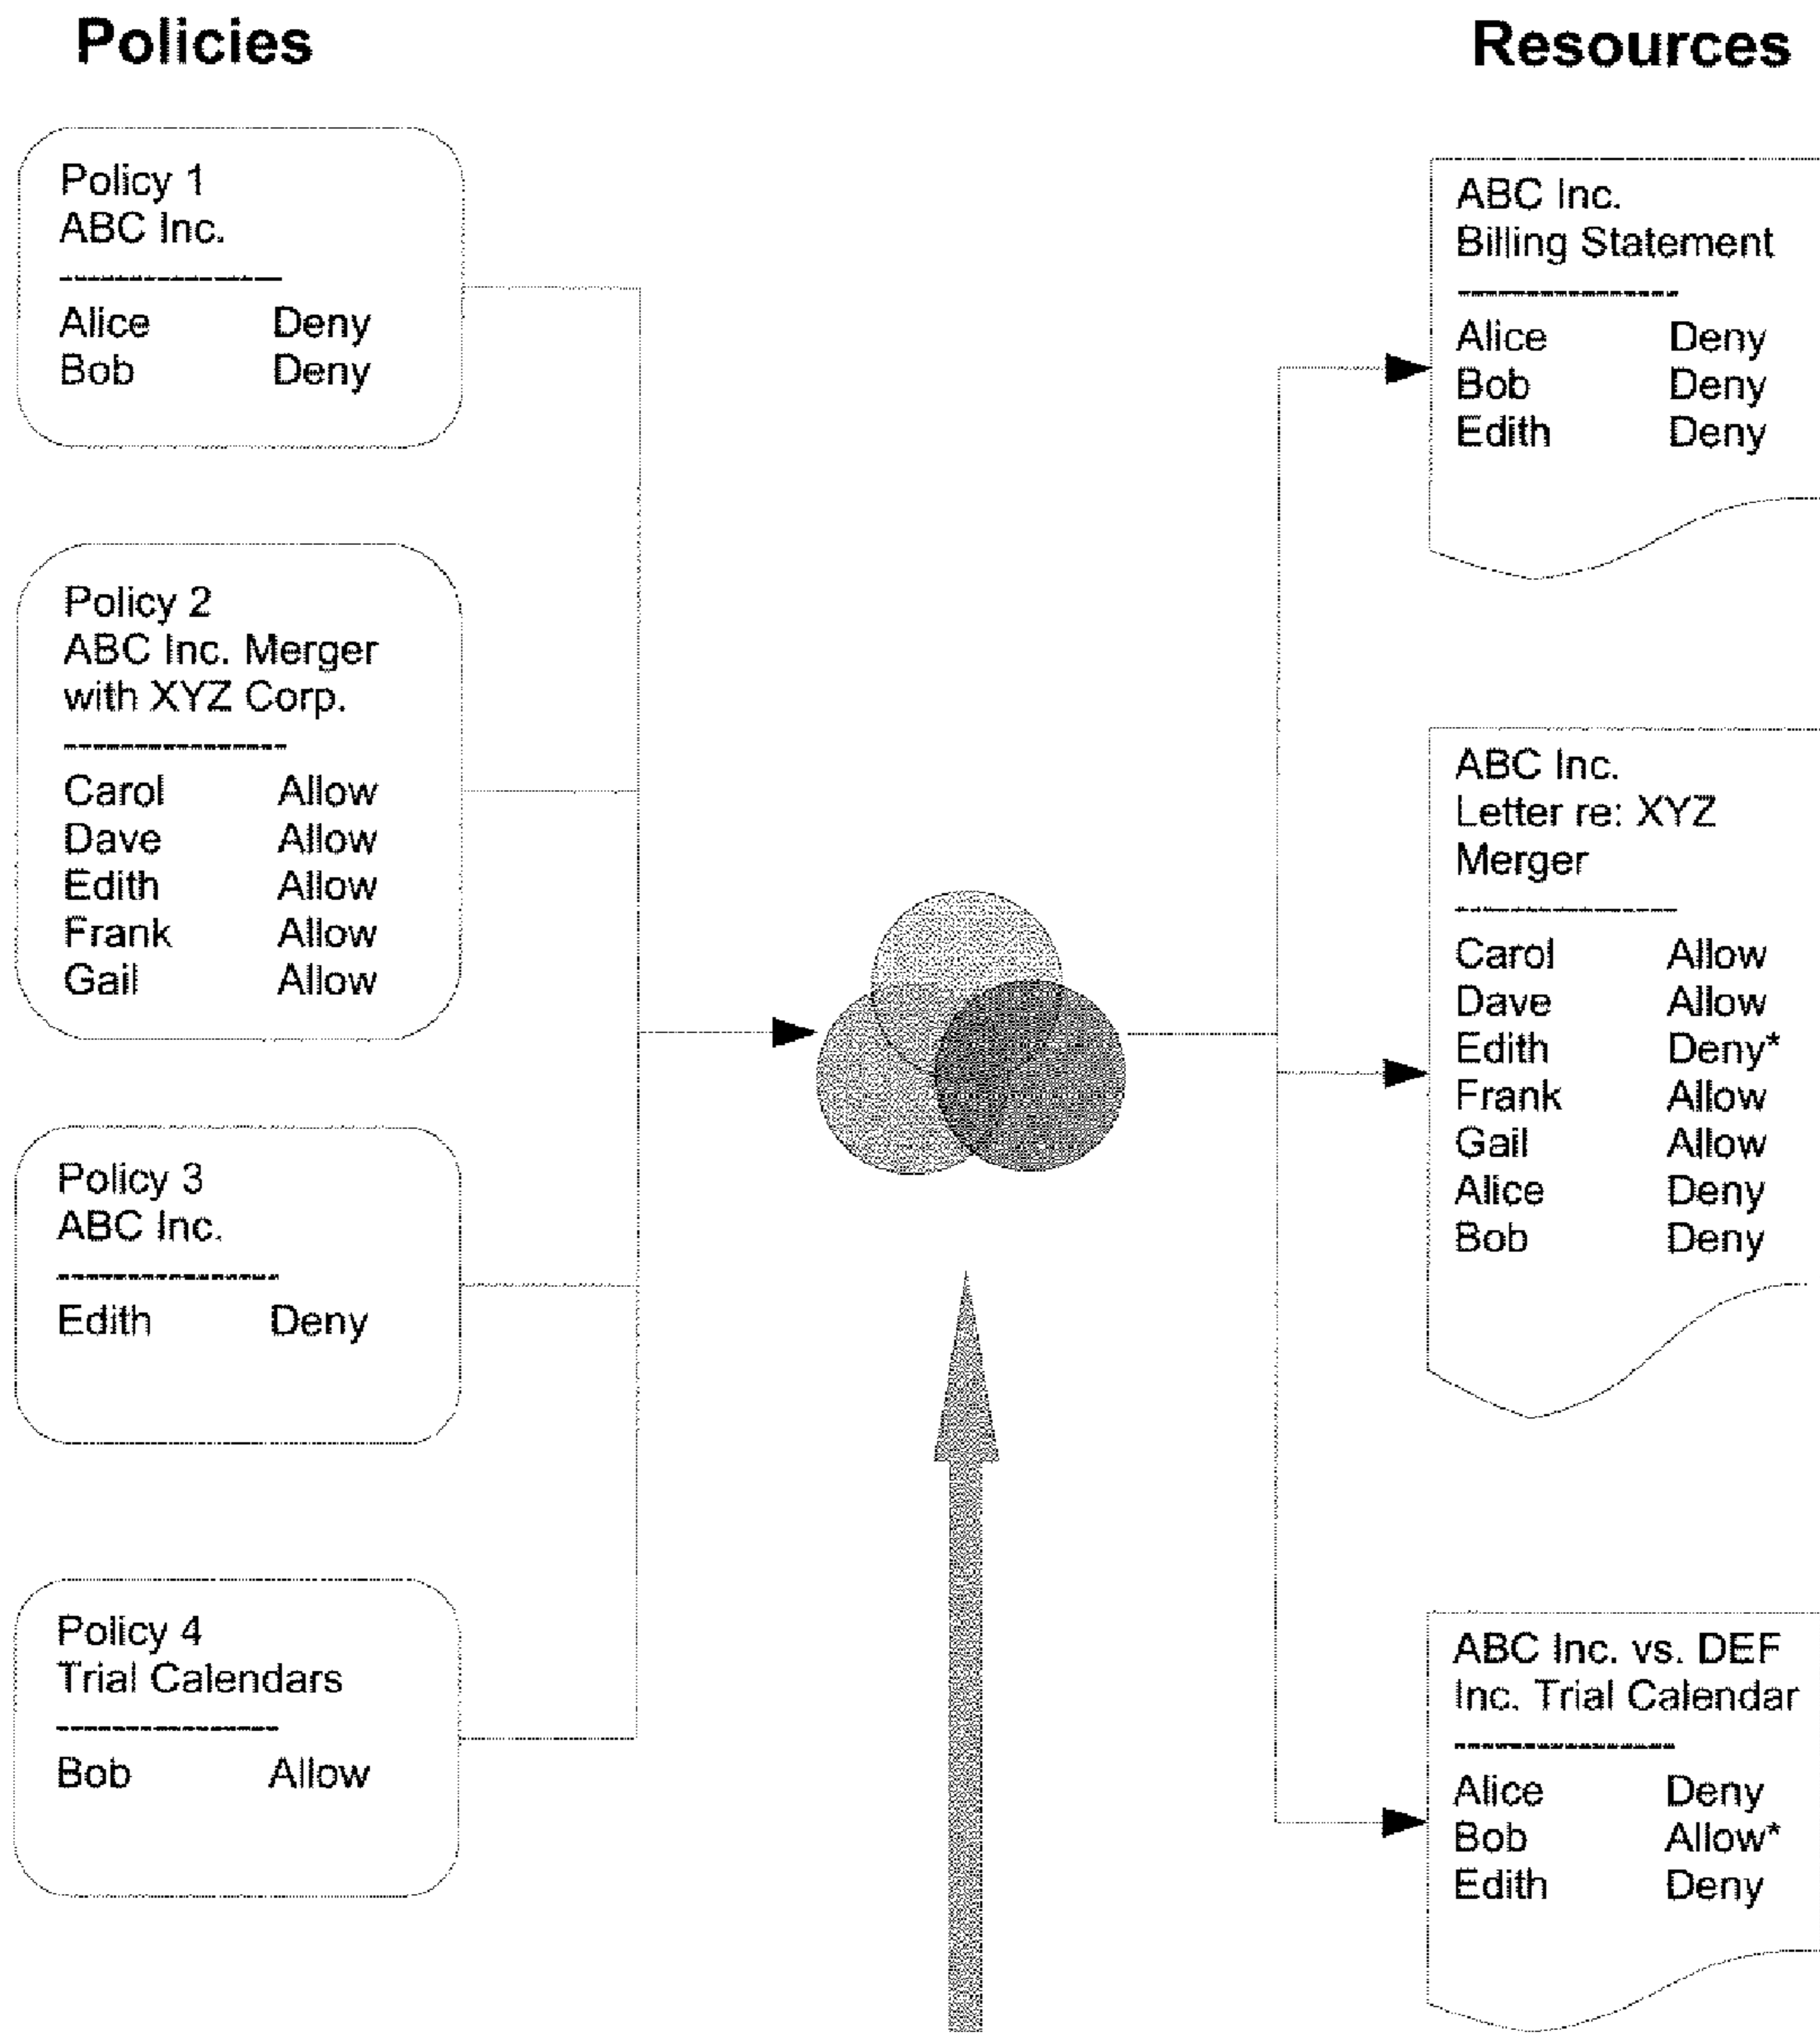 Policies
Policy 1
ABC Inc.
----------------
Alice Deny
Bob Deny
Policy 2
ABC Inc. Merger
with XYZ Corp.
----------------
Carol Allow
Dave Allow
Edith Allow
Frank Allow
Gail Allow
Policy 3
ABC Inc.
----------------
Edith Deny
Policy 4
Trial Calendars
----------------
Bob Allow
Resources
ABC Inc.
Billing Statement
----------------
Alice Deny
Bob Deny
Edith Deny
ABC Inc.
Letter re: XYZ
Merger
----------------
Carol Allow
Dave Allow
Edith Deny*
Frank Allow
Gail Allow
Alice Deny
Bob Deny
ABC Inc. vs. DEF
Inc. Trial Calendar
----------------
Alice Deny
Bob Allow*
Edith Deny